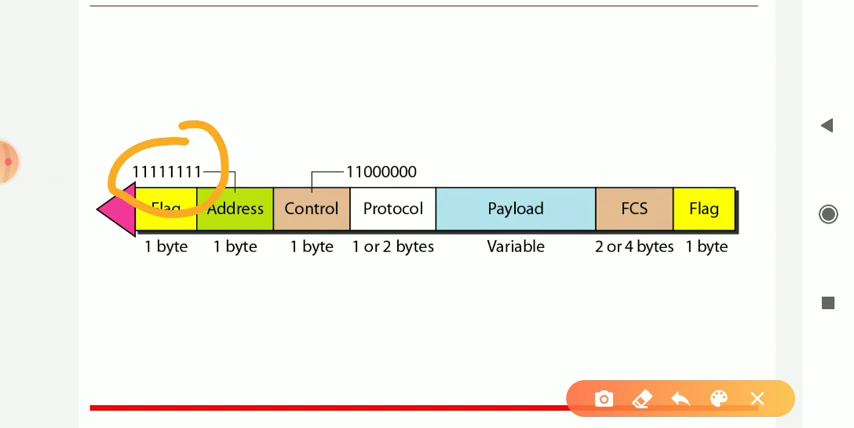 11111111 11000000
Flag Address Control Protocol Payload FCS Flag
1 byte 1 byte 1 byte 1 or 2 bytes Variable 2 or 4 bytes 1 byte